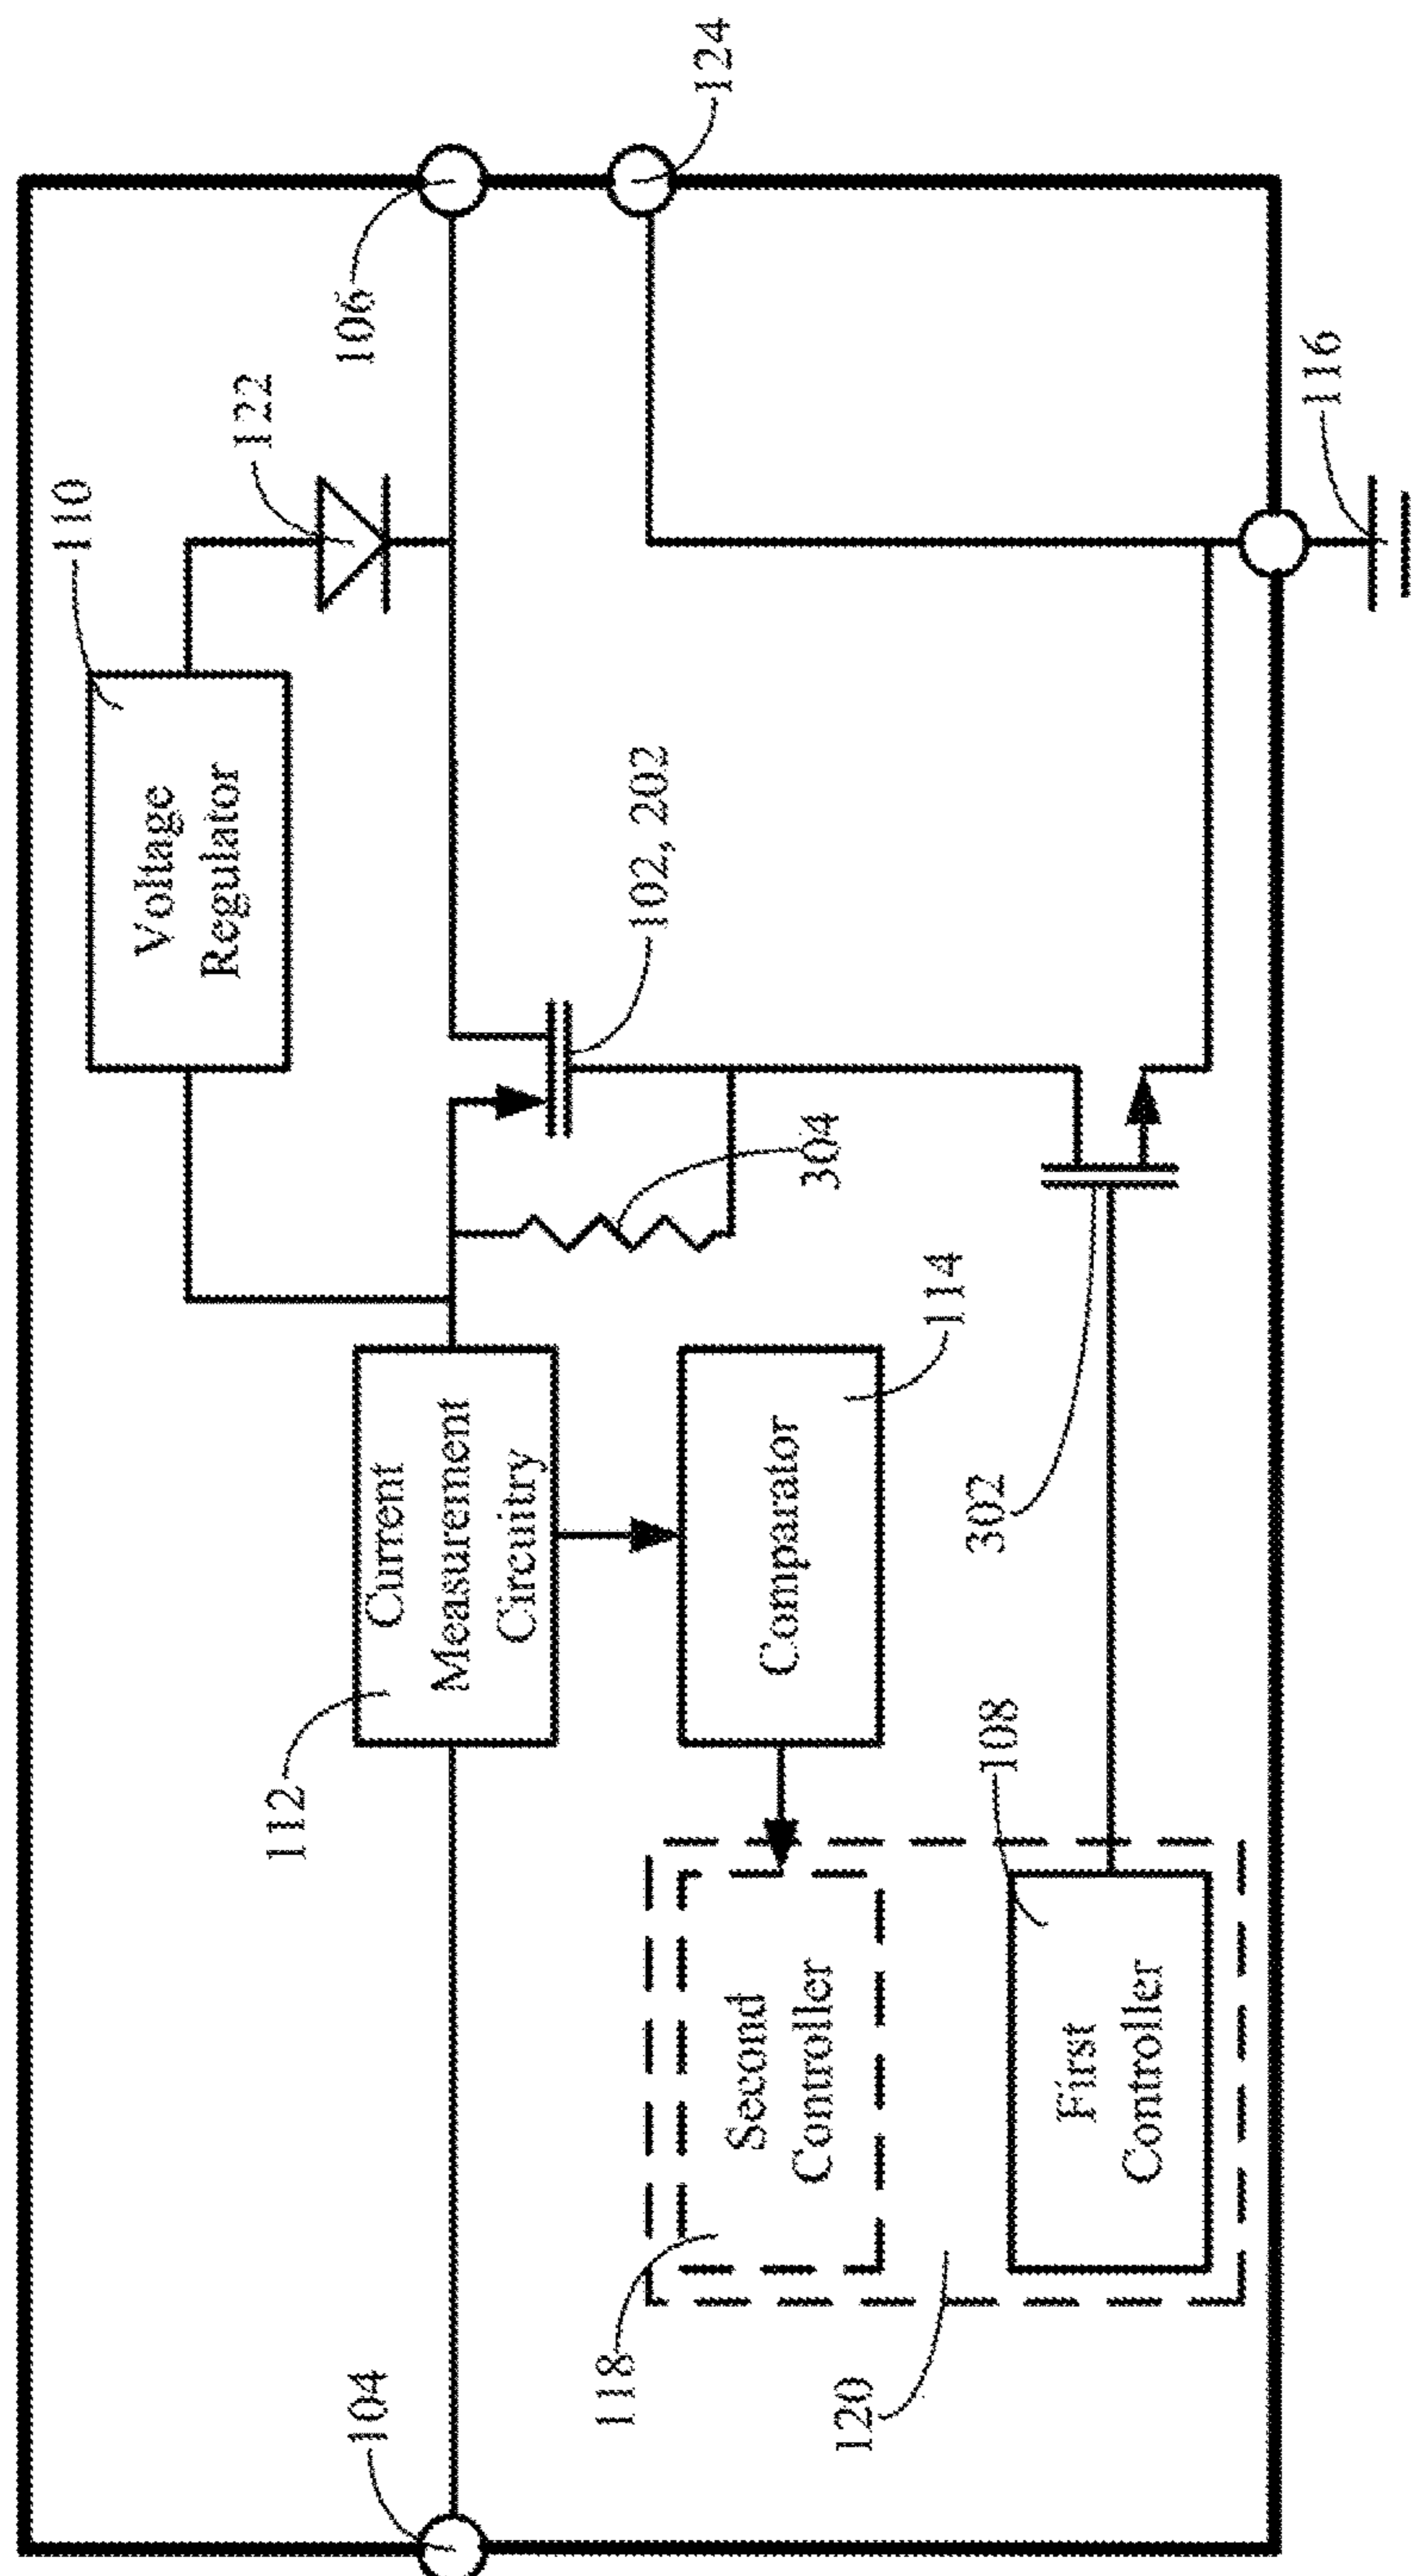 110
Voltage
Regulator
122
106
124
112
Current
Measurement
Circuitry
102, 202
304
104
114
Comparator
118
Second
Controller
120
108
First
Controller
302
116